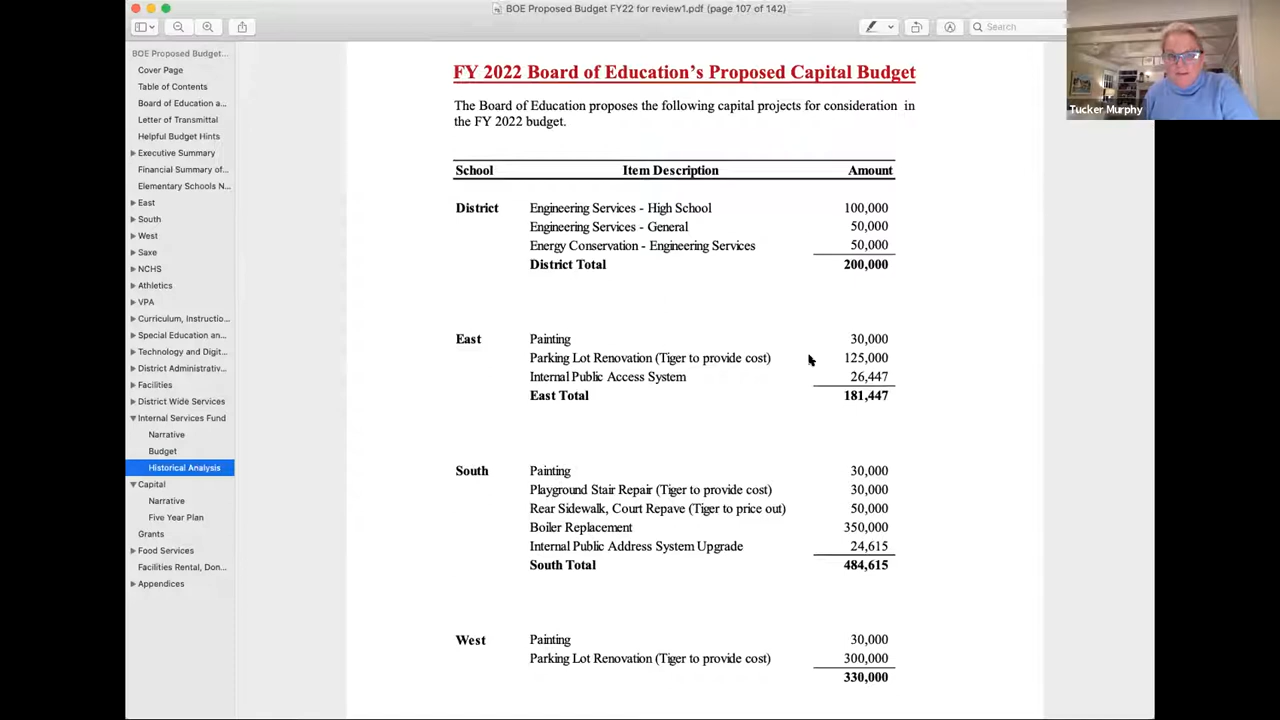 BOE Proposed Budget FY22 for review1.pdf (page 107 of 142)
Search
BOE Proposed Budget...
Cover Page
Table of Contents
Board of Education a...
Letter of Transmittal
Helpful Budget Hints
Executive Summary
Financial Summary of...
Elementary Schools N...
East
South
West
Saxe
NCHS
Athletics
VPA
Curriculum, Instructio...
Special Education an...
Technology and Digit...
District Administrativ...
Facilities
District Wide Services
Internal Services Fund
Narrative
Budget
Historical Analysis
Capital
Narrative
Five Year Plan
Grants
Food Services
Facilities Rental, Don...
Appendices
FY 2022 Board of Education's Proposed Capital Budget
The Board of Education proposes the following capital projects for consideration in
the FY 2022 budget.
School Item Description Amount
District Engineering Services - High School 100,000
Engineering Services - General 50,000
Energy Conservation - Engineering Services 50,000
District Total 200,000
East Painting 30,000
Parking Lot Renovation (Tiger to provide cost) 125,000
Internal Public Access System 26,447
East Total 181,447
South Painting 30,000
Playground Stair Repair (Tiger to provide cost) 30,000
Rear Sidewalk, Court Repave (Tiger to price out) 50,000
Boiler Replacement 350,000
Internal Public Address System Upgrade 24,615
South Total 484,615
West Painting 30,000
Parking Lot Renovation (Tiger to provide cost) 300,000
330,000
Tucker Murphy